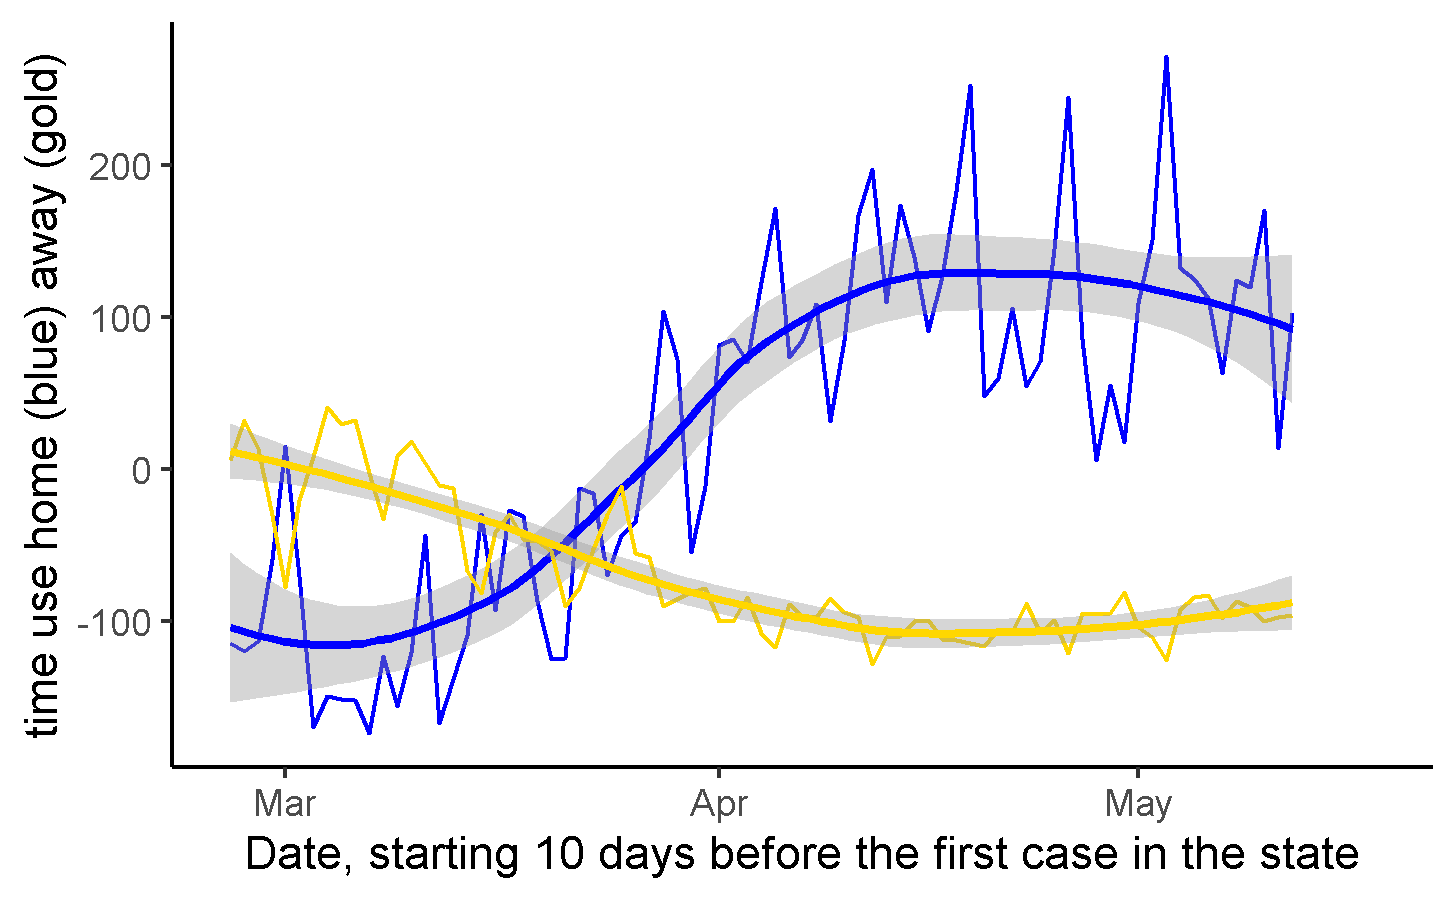 time use home (blue) away (gold)
200
100
0
-100
Mar
Apr
May
Date, starting 10 days before the first case in the state